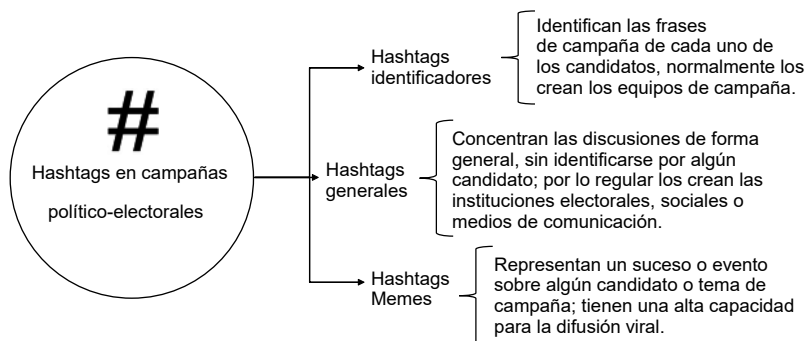 #
Hashtags en campañas
político-electorales
Hashtags
identificadores
Identifican las frases
de campaña de cada uno de
los candidatos, normalmente los
crean los equipos de campaña.
Hashtags
generales
Concentran las discusiones de forma
general, sin identificarse por algún
candidato; por lo regular los crean las
instituciones electorales, sociales o
medios de comunicación.
Hashtags
Memes
Representan un suceso o evento
sobre algún candidato o tema de
campaña; tienen una alta capacidad
para la difusión viral.